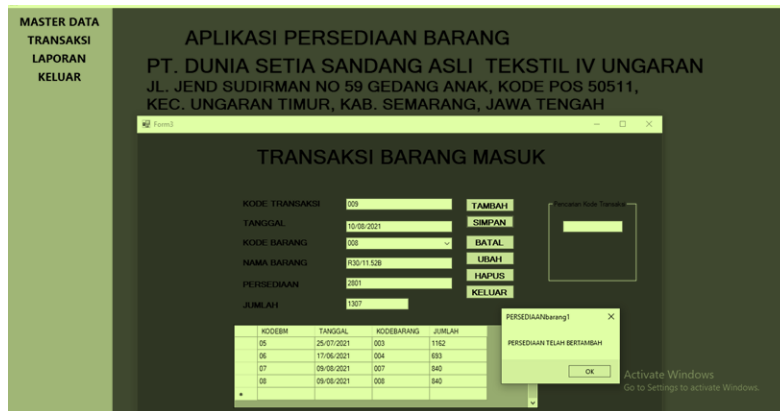 MASTER DATA
TRANSAKSI
LAPORAN
KELUAR
APLIKASI PERSEDIAAN BARANG
PT. DUNIA SETIA SANDANG ASLI TEKSTIL IV UNGARAN
JL. JEND SUDIRMAN NO 59 GEDANG ANAK, KODE POS 50511,
KEC. UNGARAN TIMUR, KAB. SEMARANG, JAWA TENGAH
Form3
TRANSAKSI BARANG MASUK
KODE TRANSAKSI 009 TAMBAH Pencarian Kode Transaksi
TANGGAL 10/08/2021 SIMPAN
KODE BARANG 008 BATAL
NAMA BARANG R30/11.52B UBAH
PERSEDIAAN 2801 HAPUS
KELUAR
JUMLAH 1307
KODEBM TANGGAL KODEBARANG JUMLAH
05 25/07/2021 003 1162
06 17/06/2021 004 693
07 09/08/2021 007 840
08 09/08/2021 008 840
PERSEDIAANbarang1
PERSEDIAAN TELAH BERTAMBAH
OK
Activate Windows
Go to Settings to activate Windows.